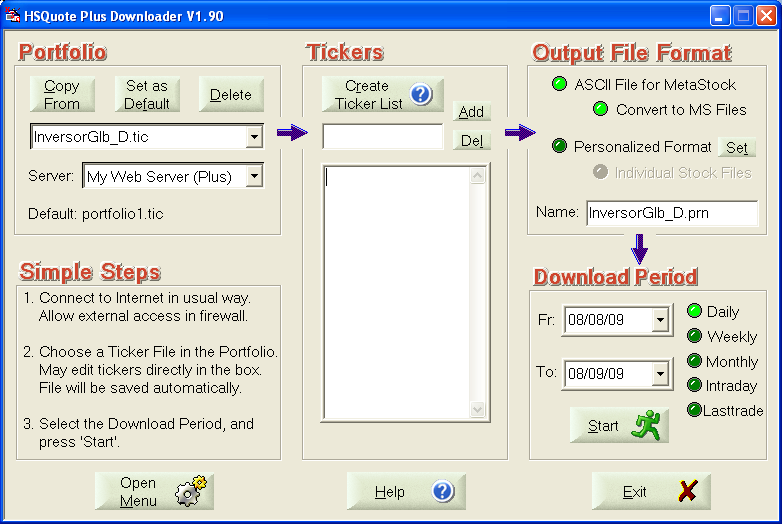 HSQuote Plus Downloader V1.90
Portfolio
Copy From
Set as Default
Delete
InversorGlb_D.tic
Server:
My Web Server (Plus)
Default: portfolio1.tic
Simple Steps
1. Connect to Internet in usual way.
Allow external access in firewall.
2. Choose a Ticker File in the Portfolio.
May edit tickers directly in the box.
File will be saved automatically.
3. Select the Download Period, and
press 'Start'.
Open Menu
Tickers
Create Ticker List
?
Add
Del
Help
?
Output File Format
ASCII File for MetaStock
Convert to MS Files
Personalized Format
Set
Individual Stock Files
Name:
InversorGlb_D.prn
Download Period
Fr:
08/08/09
To:
08/09/09
Daily
Weekly
Monthly
Intraday
Lasttrade
Start
Exit